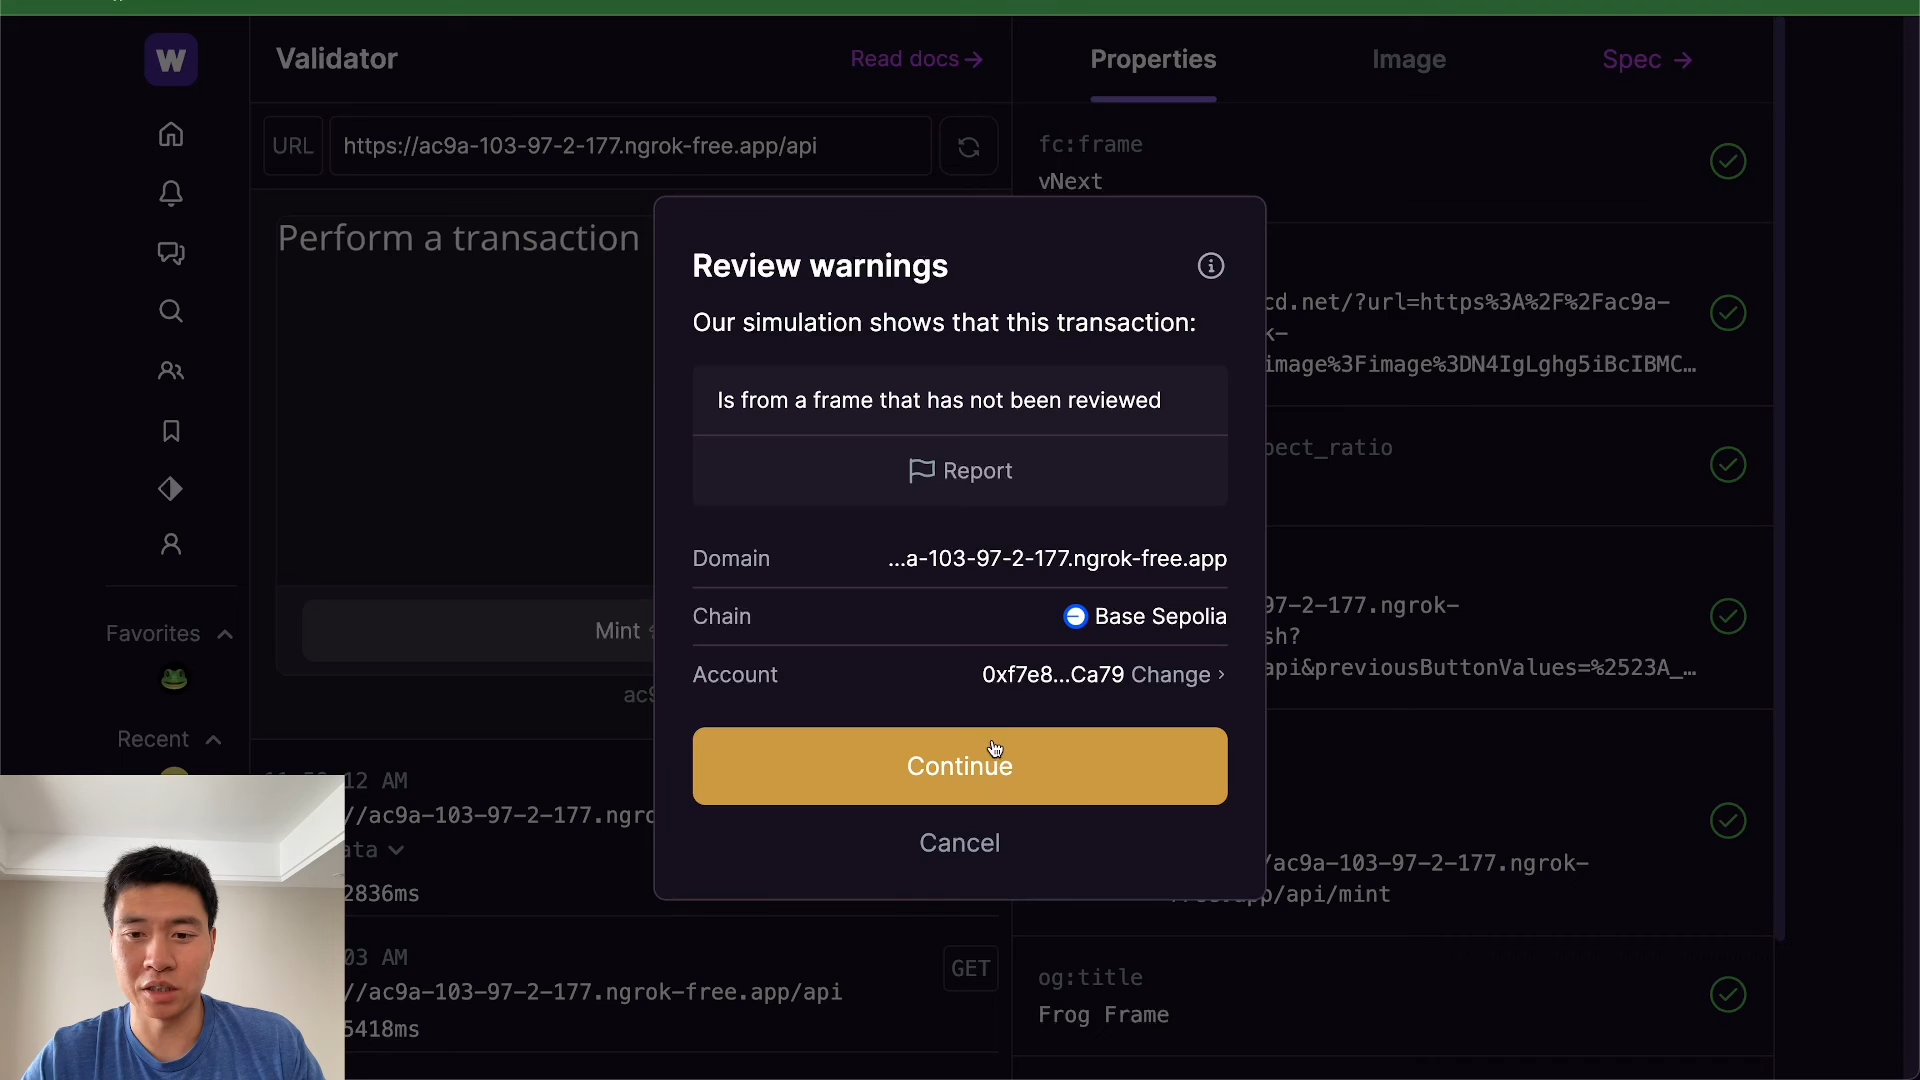 W
Validator
Read docs →
Properties
Image
Spec →
URL
https://ac9a-103-97-2-177.ngrok-free.app/api
fc:frame
vNext
Perform a transaction
Review warnings
Our simulation shows that this transaction:
Is from a frame that has not been reviewed
Report
Domain
...a-103-97-2-177.ngrok-free.app
Chain
Base Sepolia
Account
0xf7e8...Ca79 Change ›
Continue
Cancel
cd.net/?url=https%3A%2F%2Fac9a-
k-
image%3Fimage%3DN4IgLghg5iBcIBMC...
pect_ratio
97-2-177.ngrok-
sh?
api&previousButtonValues=%2523A_...
/ac9a-103-97-2-177.ngrok-
/api/mint
og:title
Frog Frame
Mint
ac9
Favorites
Recent
12 AM
//ac9a-103-97-2-177.ngro
ata
2836ms
03 AM
GET
//ac9a-103-97-2-177.ngrok-free.app/api
5418ms